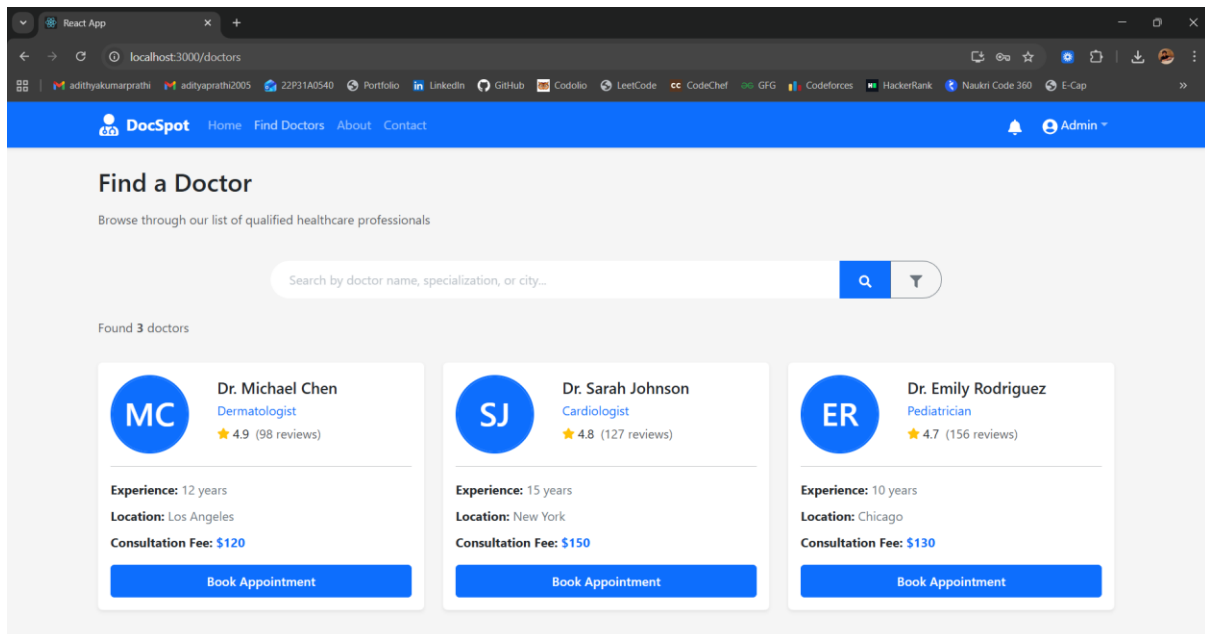 React App
localhost:3000/doctors
adithyakumarprathi adityaprathi2005 22P31A0540 Portfolio LinkedIn GitHub Codolio LeetCode CodeChef GFG Codeforces HackerRank Naukri Code 360 E-Cap
DocSpot Home Find Doctors About Contact Admin
Find a Doctor
Browse through our list of qualified healthcare professionals
Search by doctor name, specialization, or city...
Found 3 doctors
MC
Dr. Michael Chen
Dermatologist
4.9 (98 reviews)
Experience: 12 years
Location: Los Angeles
Consultation Fee: $120
Book Appointment
SJ
Dr. Sarah Johnson
Cardiologist
4.8 (127 reviews)
Experience: 15 years
Location: New York
Consultation Fee: $150
Book Appointment
ER
Dr. Emily Rodriguez
Pediatrician
4.7 (156 reviews)
Experience: 10 years
Location: Chicago
Consultation Fee: $130
Book Appointment